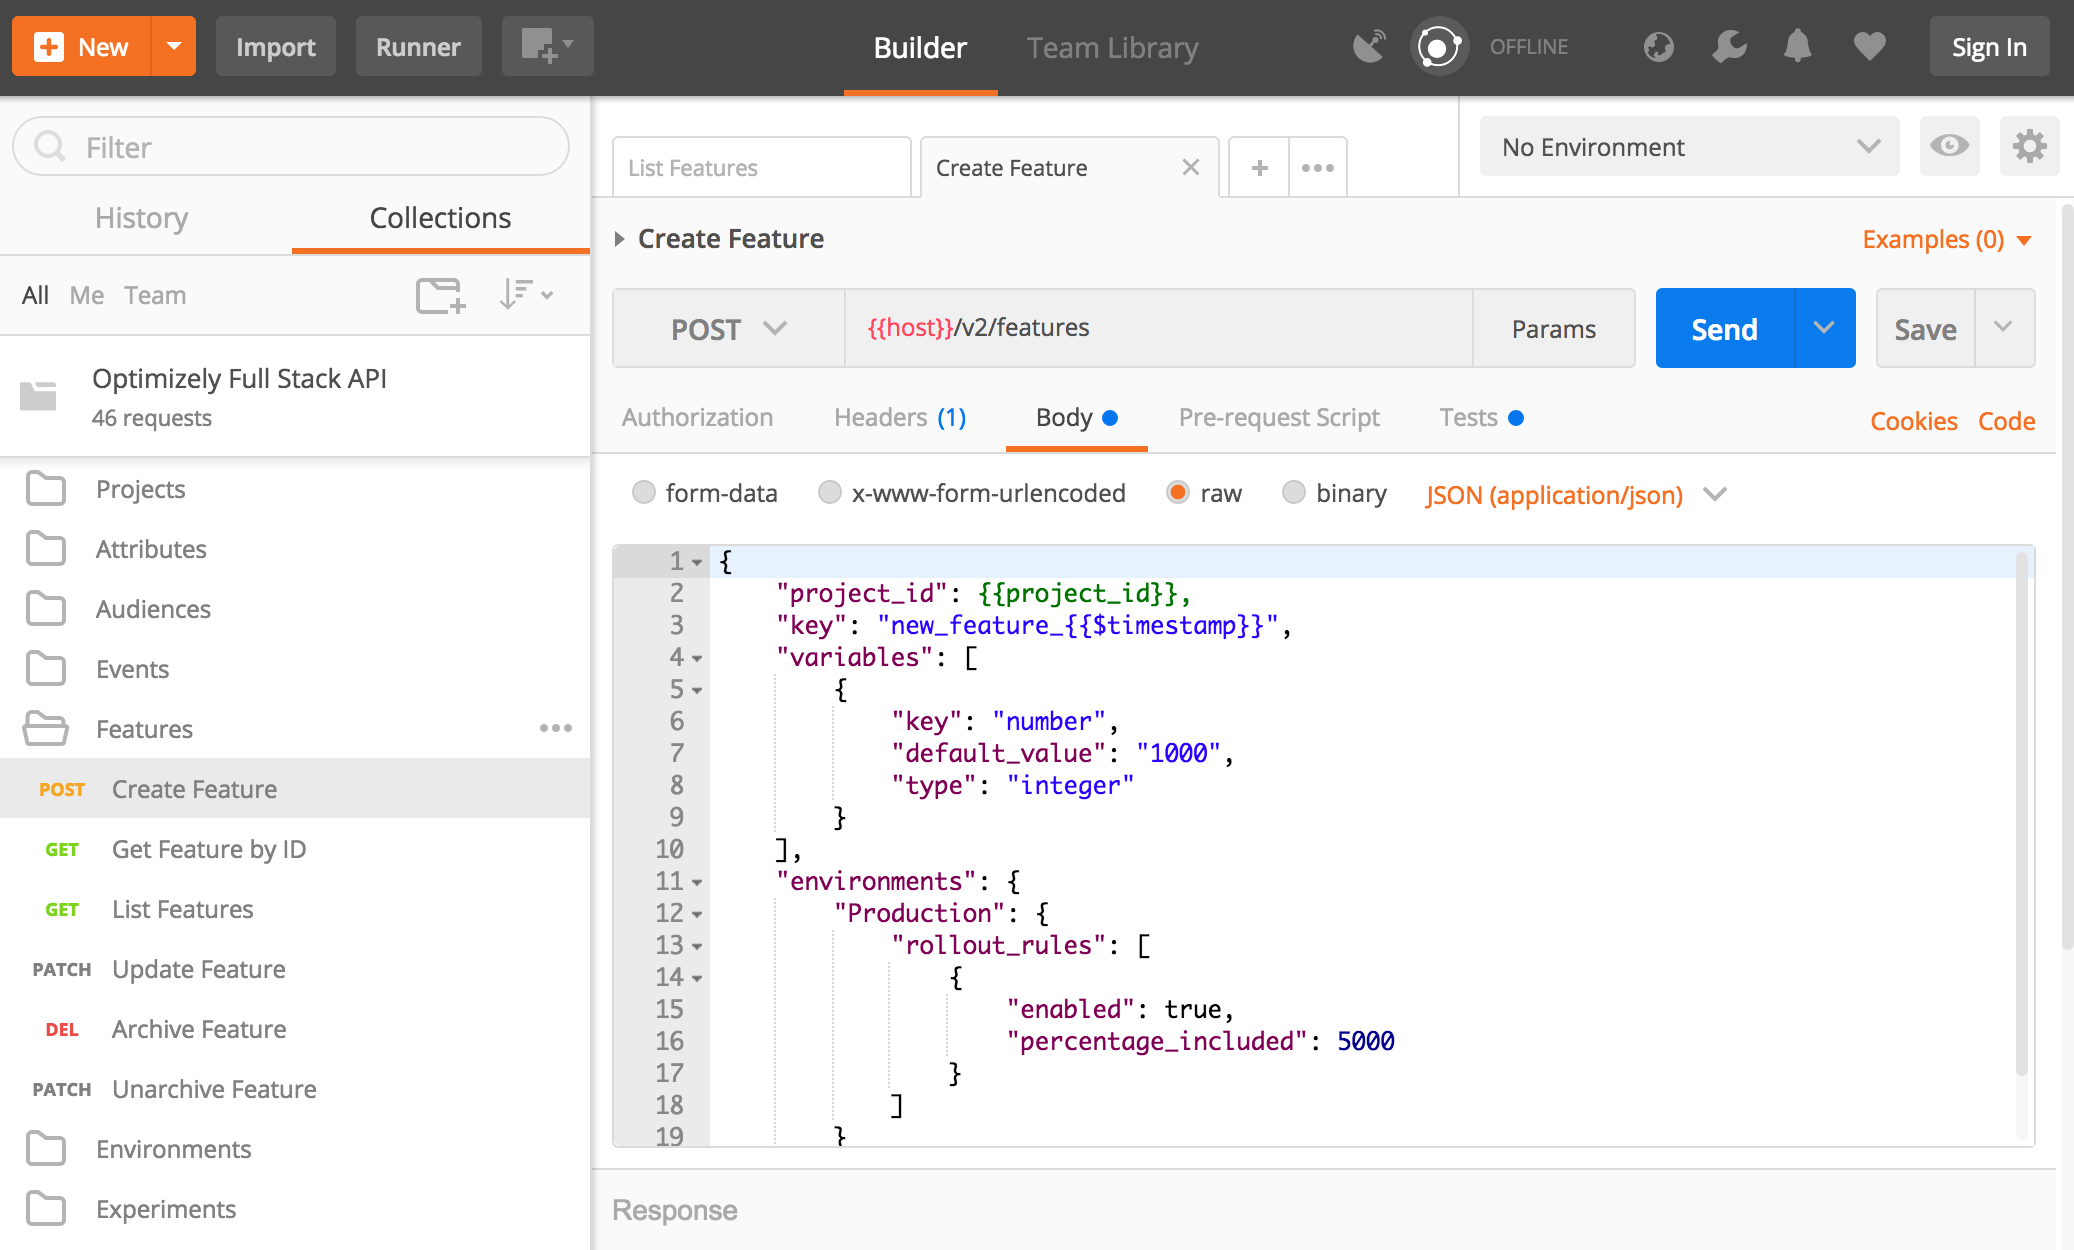 New Import Runner Builder Team Library OFFLINE Sign In
Filter
History Collections
All Me Team
Optimizely Full Stack API
46 requests
Projects
Attributes
Audiences
Events
Features
POST Create Feature
GET Get Feature by ID
GET List Features
PATCH Update Feature
DEL Archive Feature
PATCH Unarchive Feature
Environments
Experiments
List Features Create Feature No Environment
Create Feature Examples (0)
POST {{host}}/v2/features Params Send Save
Authorization Headers (1) Body Pre-request Script Tests Cookies Code
form-data x-www-form-urlencoded raw binary JSON (application/json)
1 {
2 "project_id": {{project_id}},
3 "key": "new_feature_{{$timestamp}}",
4 "variables": [
5 {
6 "key": "number",
7 "default_value": "1000",
8 "type": "integer"
9 }
10 ],
11 "environments": {
12 "Production": {
13 "rollout_rules": [
14 {
15 "enabled": true,
16 "percentage_included": 5000
17 }
18 ]
19 }
Response